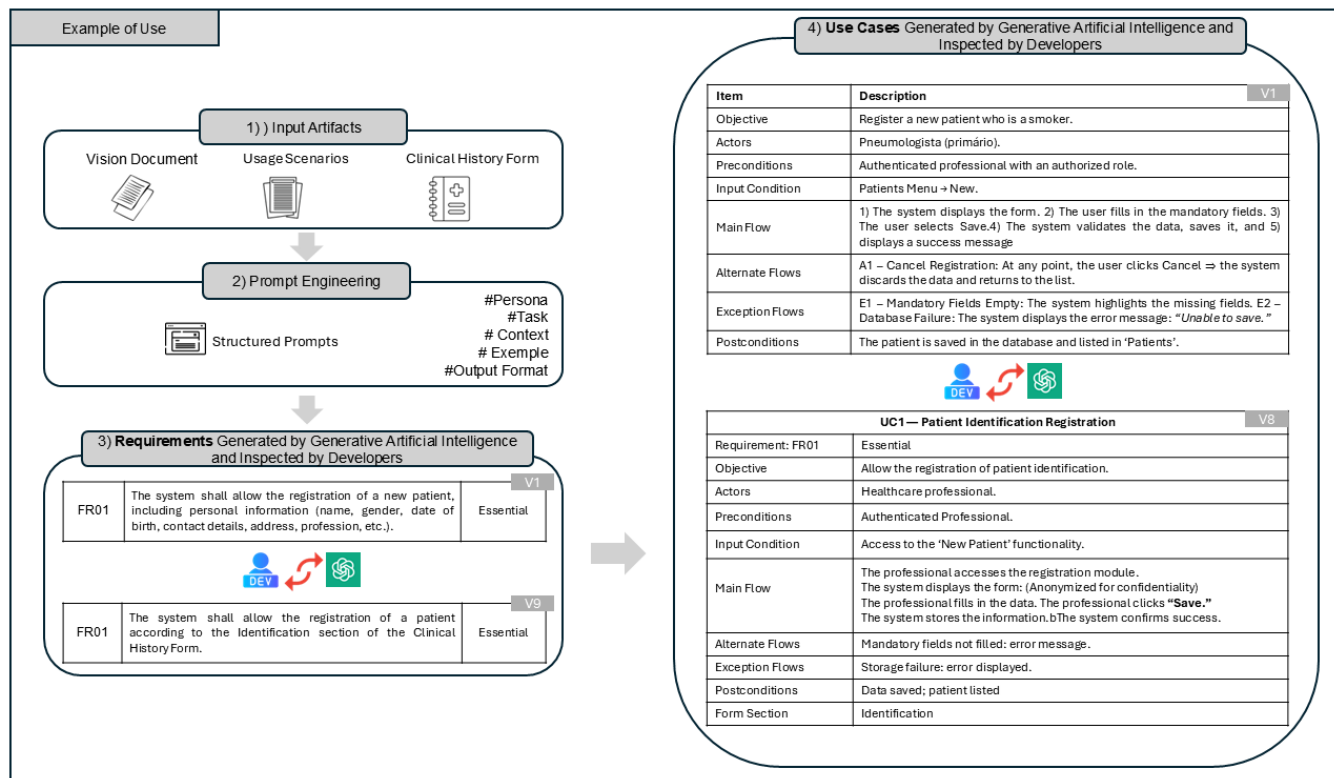 Example of Use
1) ) Input Artifacts
Vision Document
Usage Scenarios
Clinical History Form
2) Prompt Engineering
Structured Prompts
#Persona
#Task
# Context
# Exemple
#Output Format
3) Requirements Generated by Generative Artificial Intelligence
and Inspected by Developers
V1
FR01
The system shall allow the registration of a new patient,
including personal information (name, gender, date of
birth, contact details, address, profession, etc.).
Essential
DEV
V9
FR01
The system shall allow the registration of a patient
according to the Identification section of the Clinical
History Form.
Essential
4) Use Cases Generated by Generative Artificial Intelligence and
Inspected by Developers
V1
Item Description
Objective Register a new patient who is a smoker.
Actors Pneumologista (primário).
Preconditions Authenticated professional with an authorized role.
Input Condition Patients Menu → New.
Main Flow
1) The system displays the form. 2) The user fills in the mandatory fields. 3)
The user selects Save.4) The system validates the data, saves it, and 5)
displays a success message
Alternate Flows
A1 – Cancel Registration: At any point, the user clicks Cancel ⇒ the system
discards the data and returns to the list.
Exception Flows
E1 – Mandatory Fields Empty: The system highlights the missing fields. E2 –
Database Failure: The system displays the error message: “Unable to save.”
Postconditions The patient is saved in the database and listed in ‘Patients’.
DEV
V8
UC1 — Patient Identification Registration
Requirement: FR01 Essential
Objective Allow the registration of patient identification.
Actors Healthcare professional.
Preconditions Authenticated Professional.
Input Condition Access to the ‘New Patient’ functionality.
Main Flow
The professional accesses the registration module.
The system displays the form: (Anonymized for confidentiality)
The professional fills in the data. The professional clicks “Save.”
The system stores the information.bThe system confirms success.
Alternate Flows Mandatory fields not filled: error message.
Exception Flows Storage failure: error displayed.
Postconditions Data saved; patient listed
Form Section Identification